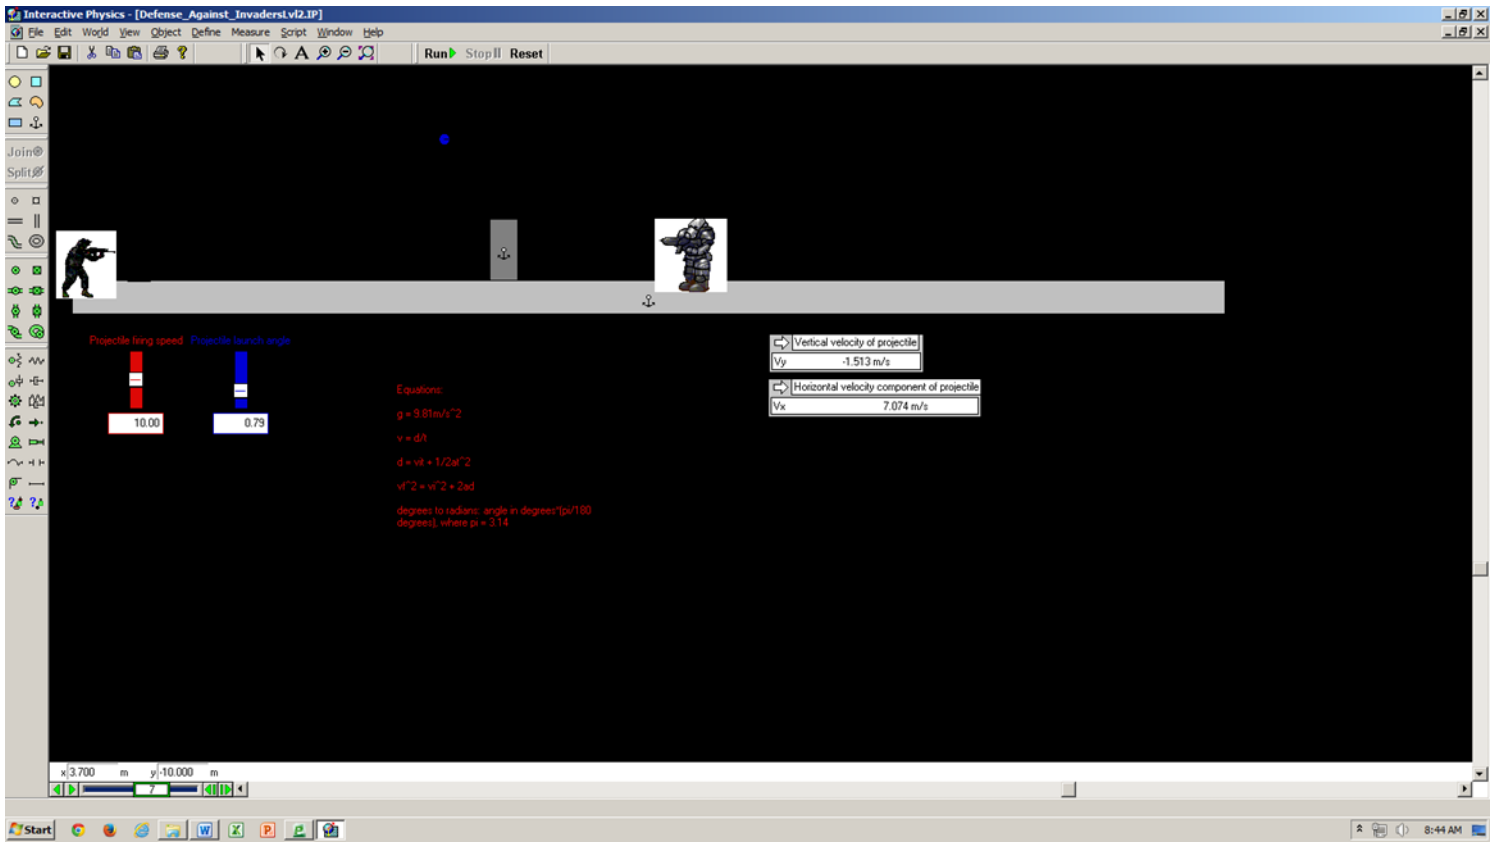 Interactive Physics - [Defense_Against_InvadersLvl2.IP]
File Edit World View Object Define Measure Script Window Help
A Run Stop Reset
Join
Split
Projectile firing speed Projectile launch angle
10.00 0.79
Equations:
g = 9.81m/s^2
v = d/t
d = vit + 1/2at^2
vf^2 = vi^2 + 2ad
degrees to radians: angle in degrees*(pi/180
degrees), where pi = 3.14
Vertical velocity of projectile
Vy -1.513 m/s
Horizontal velocity component of projectile
Vx 7.074 m/s
x 3.700 m y -10.000 m
7
Start W X P 8:44 AM